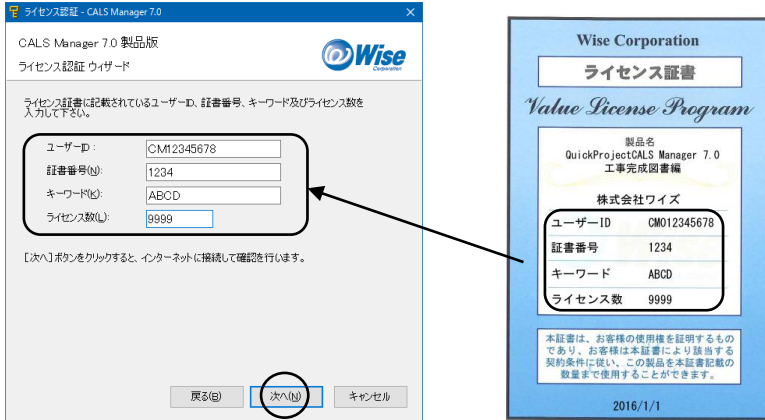 ライセンス認証 - CALS Manager 7.0
CALS Manager 7.0 製品版
ライセンス認証 ウィザード
Wise
Corporation
ライセンス証書に記載されているユーザーID、証書番号、キーワード及びライセンス数を
入力して下さい。
ユーザーID :
CM12345678
証書番号(N):
1234
キーワード(K):
ABCD
ライセンス数(L):
9999
[次へ]ボタンをクリックすると、インターネットに接続して確認を行います。
戻る(B)
次へ(N)
キャンセル
Wise Corporation
ライセンス証書
Value License Program
製品名
QuickProjectCALS Manager 7.0
工事完成図書編
株式会社ワイズ
ユーザーID CM012345678
証書番号 1234
キーワード ABCD
ライセンス数 9999
本証書は、お客様の使用権を証明するもの
であり、お客様は本証書により該当する
契約条件に従い、この製品を本証書記載の
数量まで使用することができます。
2016/1/1